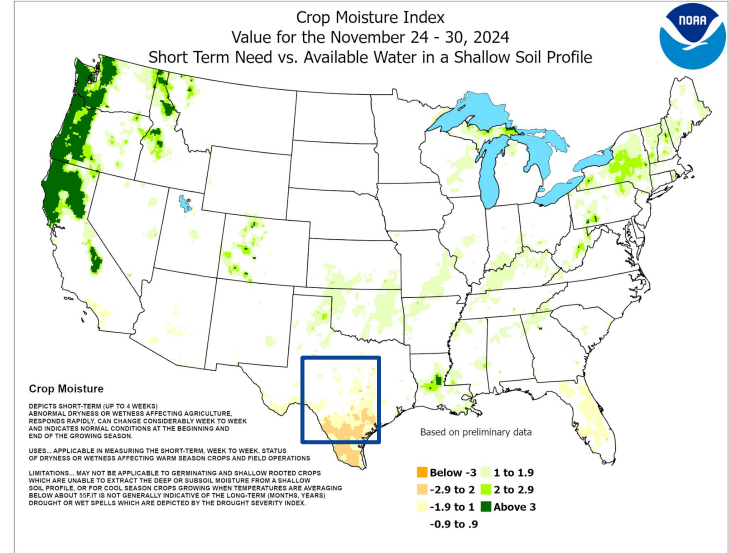 Crop Moisture Index
Value for the November 24 - 30, 2024
Short Term Need vs. Available Water in a Shallow Soil Profile
NOAA
Crop Moisture
DEPICTS SHORT-TERM (UP TO 4 WEEKS)
ABNORMAL DRYNESS OR WETNESS AFFECTING AGRICULTURE,
RESPONDS RAPIDLY, CAN CHANGE CONSIDERABLY WEEK TO WEEK
AND INDICATES NORMAL CONDITIONS AT THE BEGINNING AND
END OF THE GROWING SEASON.
USES... APPLICABLE IN MEASURING THE SHORT-TERM, WEEK TO WEEK, STATUS
OF DRYNESS OR WETNESS AFFECTING WARM SEASON CROPS AND FIELD OPERATIONS
LIMITATIONS... MAY NOT BE APPLICABLE TO GERMINATING AND SHALLOW ROOTED CROPS
WHICH ARE UNABLE TO EXTRACT THE DEEP OR SUBSOIL MOISTURE FROM A SHALLOW
SOIL PROFILE, OR FOR COOL SEASON CROPS GROWING WHEN TEMPERATURES ARE AVERAGING
BELOW ABOUT 55F.IT IS NOT GENERALLY INDICATIVE OF THE LONG-TERM (MONTHS, YEARS)
DROUGHT OR WET SPELLS WHICH ARE DEPICTED BY THE DROUGHT SEVERITY INDEX.
Based on preliminary data
Below -3
-2.9 to 2
-1.9 to 1
-0.9 to .9
1 to 1.9
2 to 2.9
Above 3